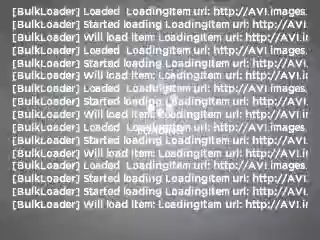 [BulkLoader] Loaded LoadingItem url: http://AVI.images.
[BulkLoader] Started loading LoadingItem url: http://AVI.
[BulkLoader] Will load item: LoadingItem url: http://AVI.ir
[BulkLoader] Loaded LoadingItem url: http://AVI.images.
[BulkLoader] Started loading LoadingItem url: http://AVI.
[BulkLoader] Will load item: LoadingItem url: http://AVI.ir
[BulkLoader] Loaded LoadingItem url: http://AVI.images.
[BulkLoader] Started loading LoadingItem url: http://AVI.
[BulkLoader] Will load item: LoadingItem url: http://AVI.ir
[BulkLoader] Loaded LoadingItem url: http://AVI.images.
[BulkLoader] Started loading LoadingItem url: http://AVI.
[BulkLoader] Will load item: LoadingItem url: http://AVI.ir
[BulkLoader] Loaded LoadingItem url: http://AVI.images.
[BulkLoader] Started loading LoadingItem url: http://AVI.
[BulkLoader] Started loading LoadingItem url: http://AVI.
[BulkLoader] Will load item: LoadingItem url: http://AVI.ir